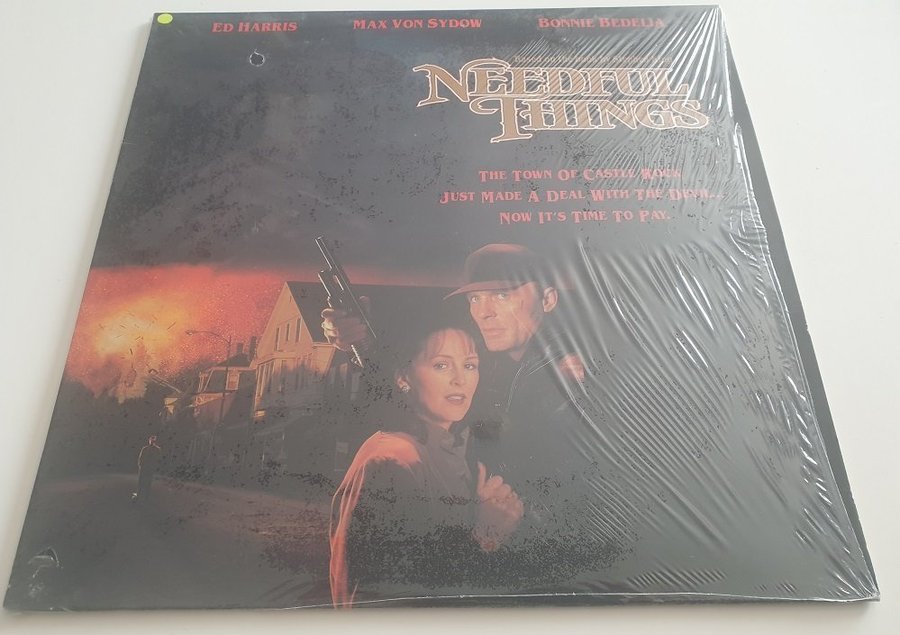 ED HARRIS MAX VON SYDOW BONNIE BEDELIA
NEEDFUL
THINGS
THE TOWN OF CASTLE ROCK
JUST MADE A DEAL WITH THE DEVIL...
NOW IT'S TIME TO PAY.